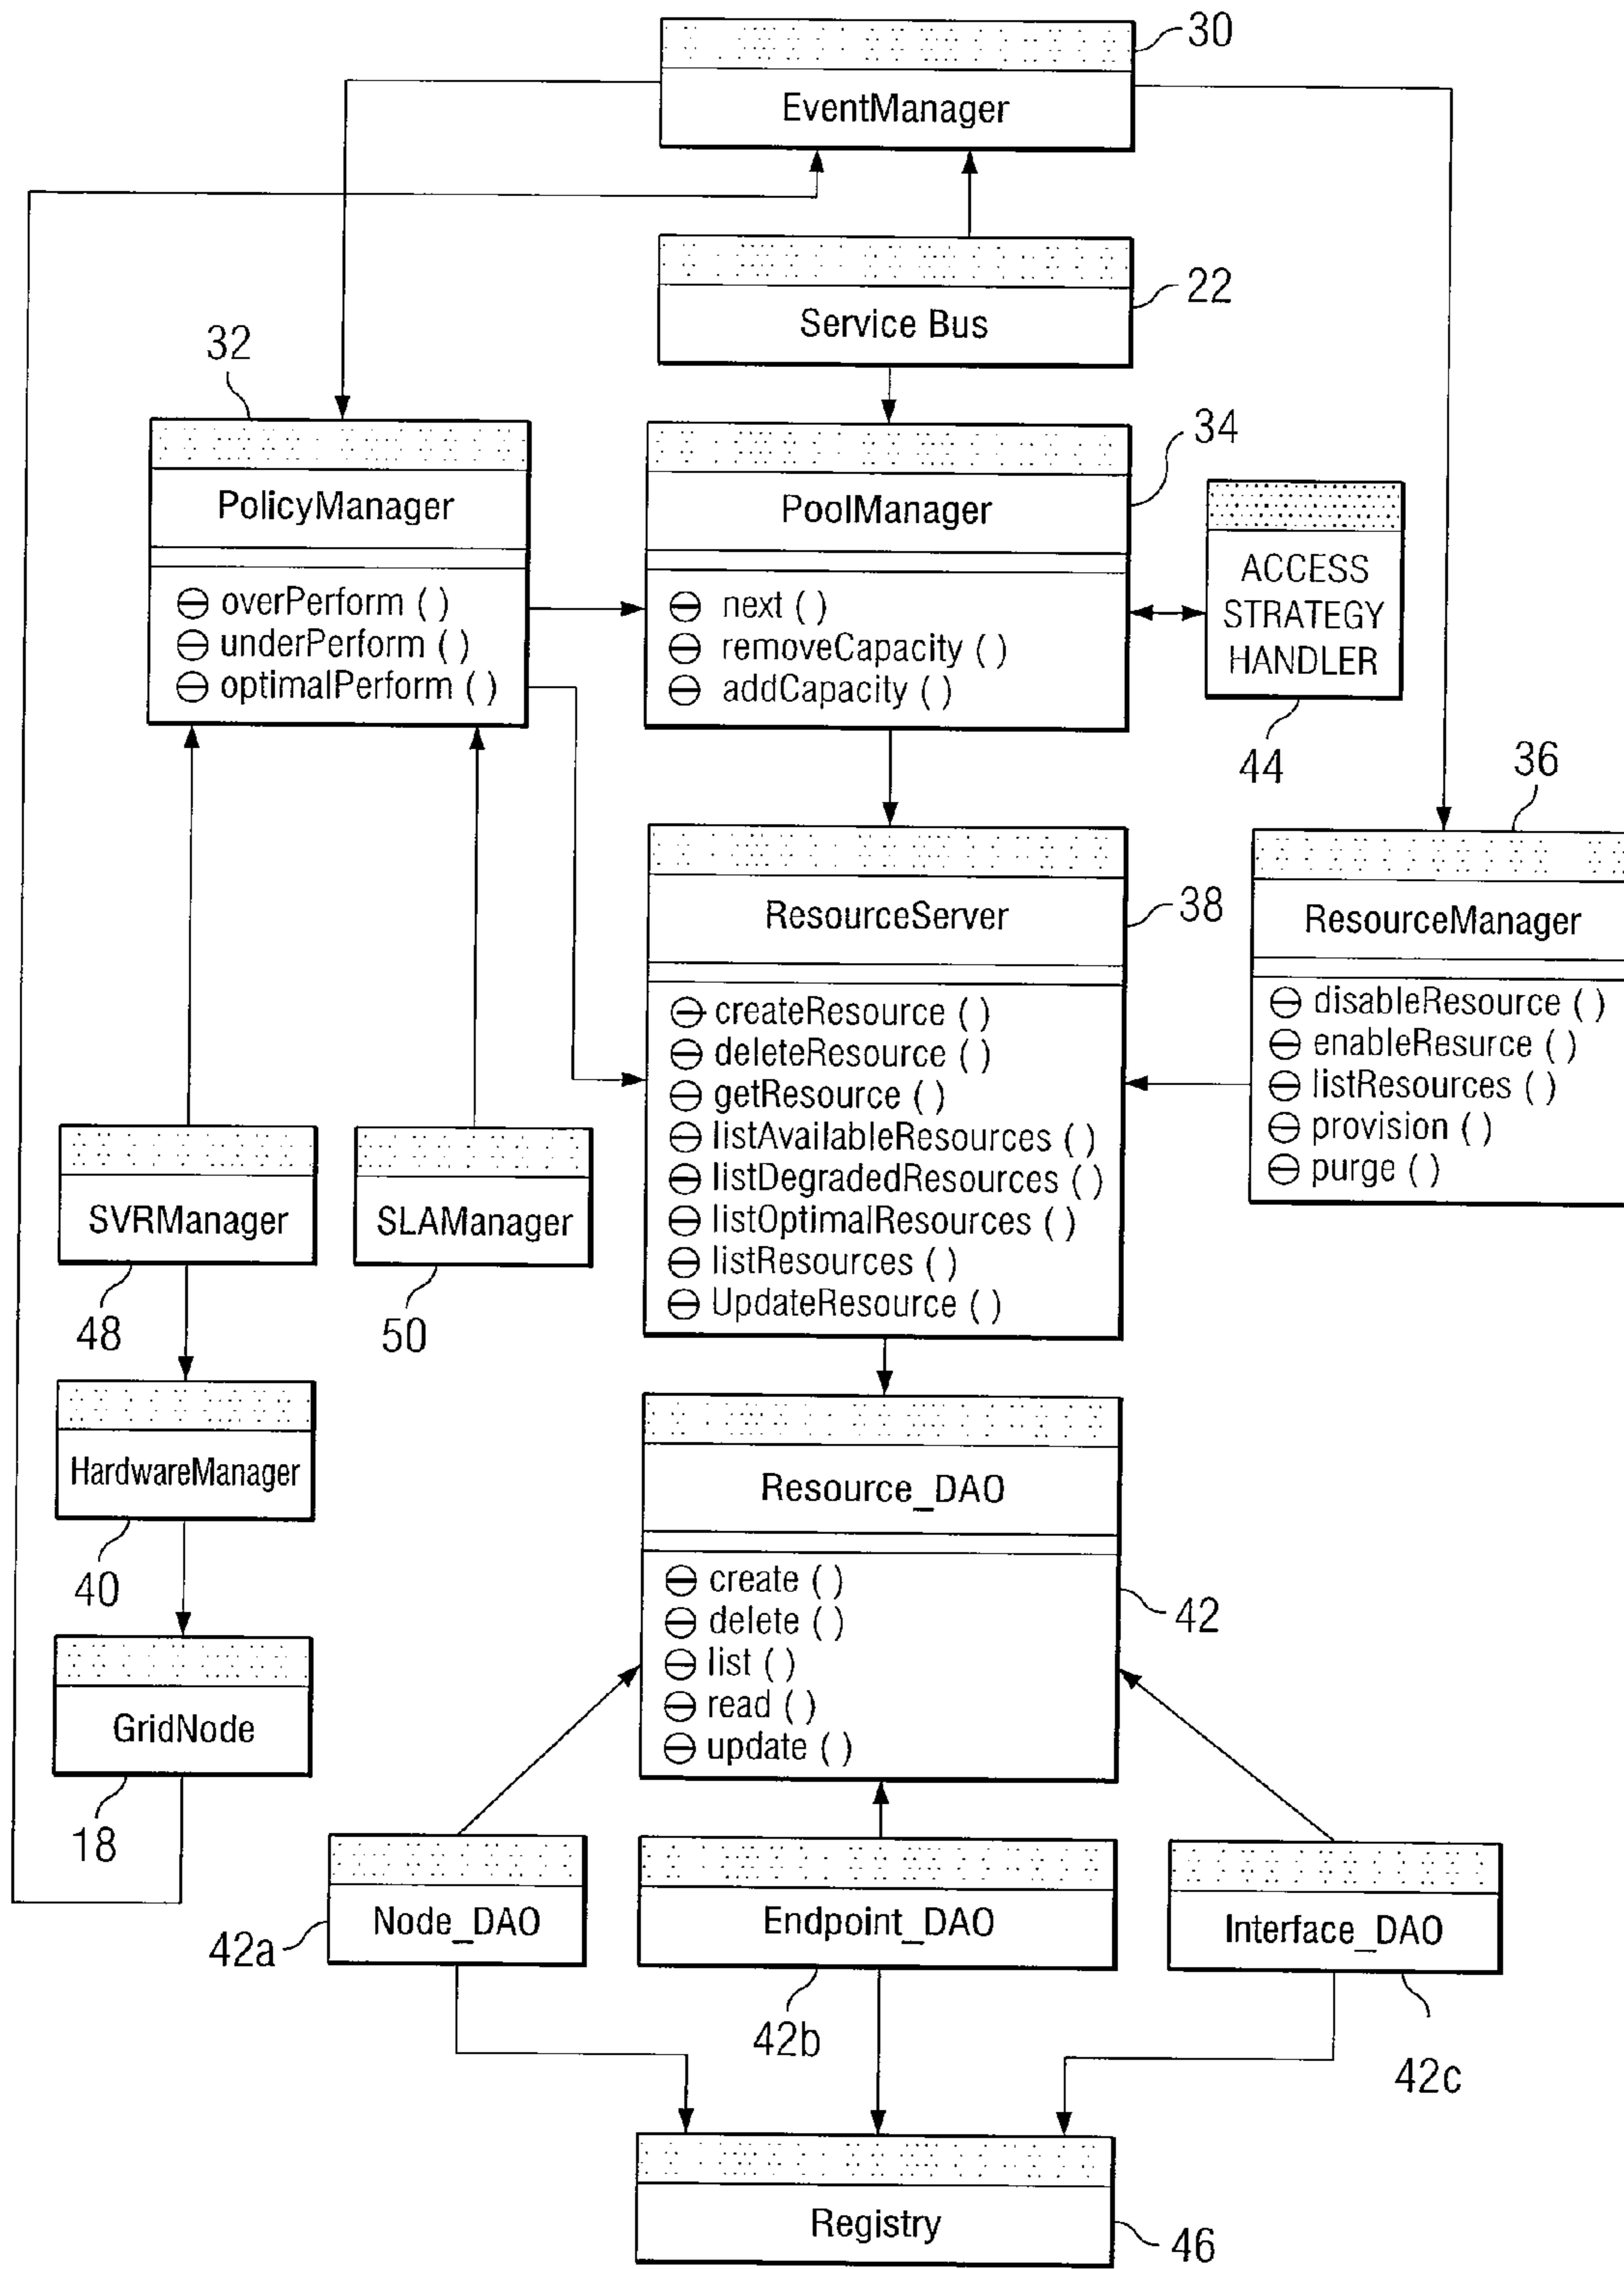 30
EventManager
22
Service Bus
32
PolicyManager
overPerform ( )
underPerform ( )
optimalPerform ( )
34
PoolManager
next ( )
removeCapacity ( )
addCapacity ( )
ACCESS
STRATEGY
HANDLER
44
36
ResourceManager
disableResource ( )
enableResurce ( )
listResources ( )
provision ( )
purge ( )
38
ResourceServer
createResource ( )
deleteResource ( )
getResource ( )
listAvailableResources ( )
listDegradedResources ( )
listOptimalResources ( )
listResources ( )
UpdateResource ( )
SVRManager
48
SLAManager
50
HardwareManager
40
GridNode
18
Resource_DAO
create ( )
delete ( )
list ( )
read ( )
update ( )
42
Node_DAO
42a
Endpoint_DAO
42b
Interface_DAO
42c
Registry
46